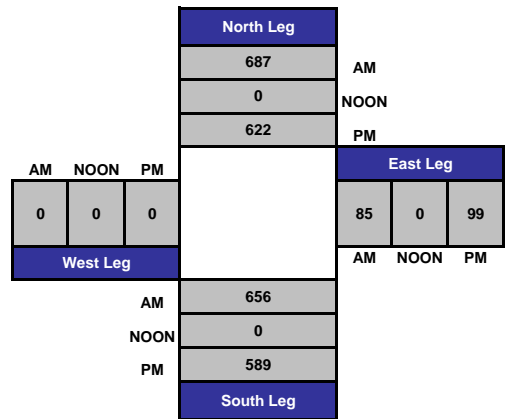 North Leg
687 AM
0 NOON
622 PM
East Leg
AM NOON PM
0 0 0
85 0 99
West Leg
AM NOON PM
AM 656
NOON 0
PM 589
South Leg